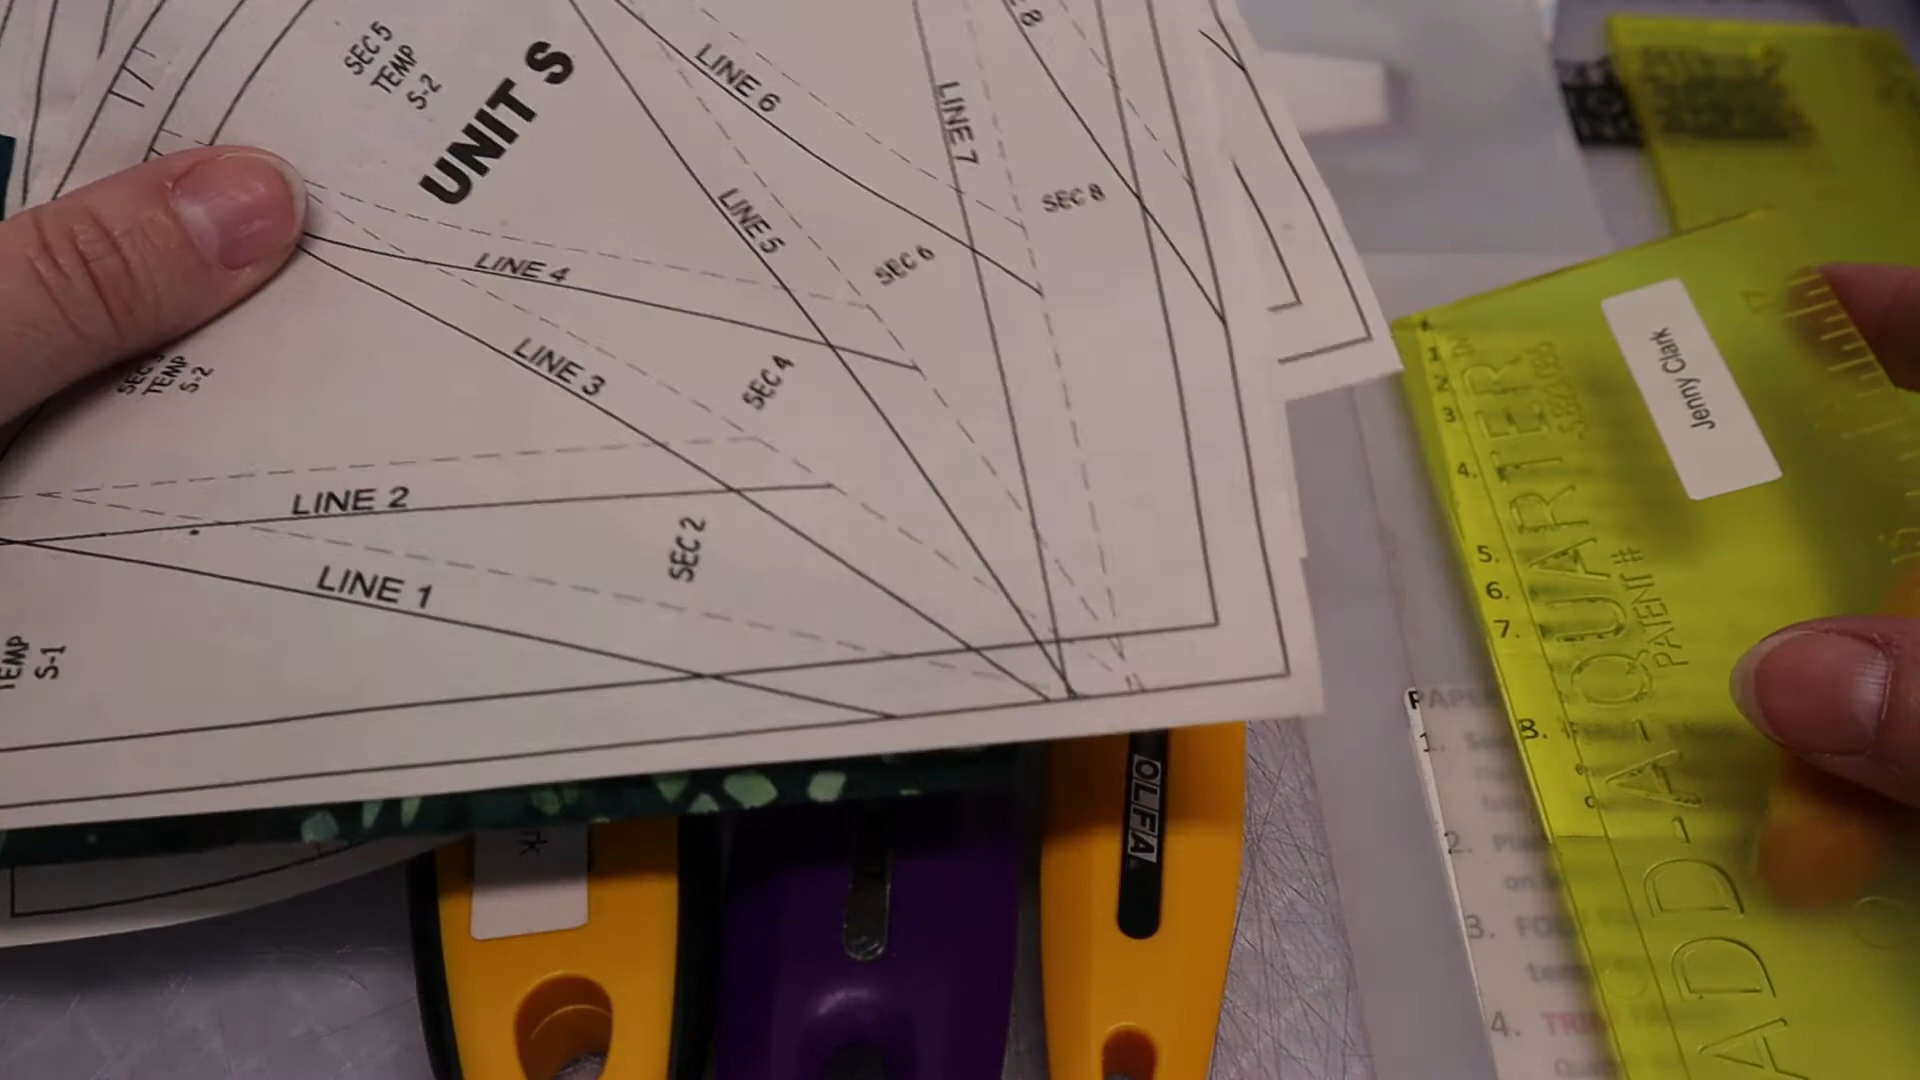 SEC 5
TEMP
S-2
UNIT S
LINE 6
LINE 7
8
LINE 5
SEC 8
SEC 6
LINE 4
LINE 3
SEC 4
TEMP
S-2
LINE 2
SEC 2
LINE 1
TEMP
S-1
OLFA
Jenny Clark
ADD-A-QUARTER™
PATENT #
1
2
3
4.
5.
6.
7.
8.
1.
2.
3.
4.